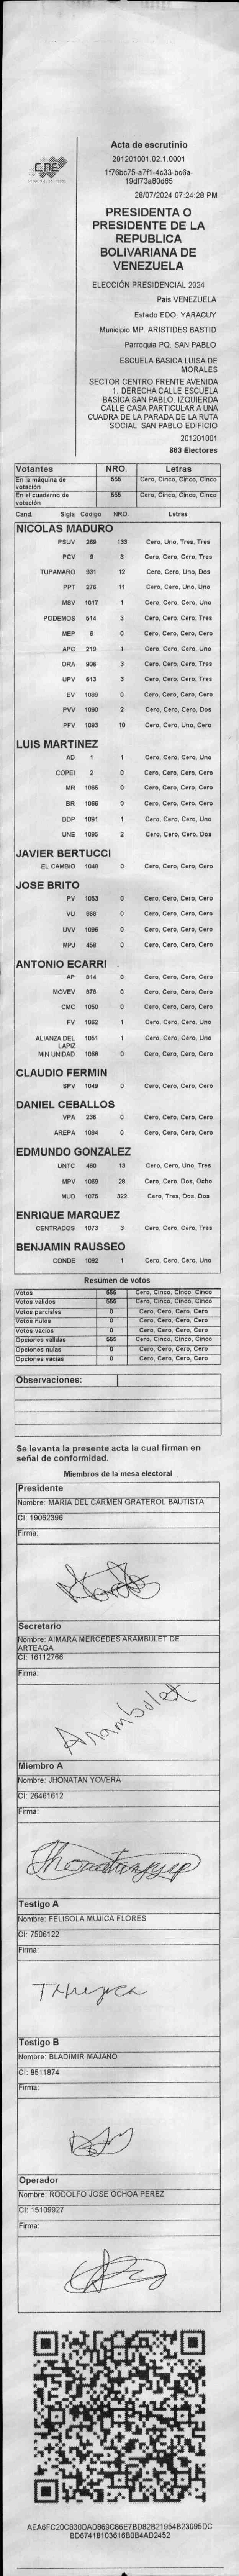 CNE
Acta de escrutinio
201201001.02.1.0001
1f76bc75-a7f1-4c33-bc6a-
19df73a80d65
28/07/2024 07:24:28 PM
PRESIDENTA O
PRESIDENTE DE LA
REPUBLICA
BOLIVARIANA DE
VENEZUELA
ELECCIÓN PRESIDENCIAL 2024
País VENEZUELA
Estado EDO. YARACUY
Municipio MP. ARISTIDES BASTID
Parroquia PQ. SAN PABLO
ESCUELA BASICA LUISA DE
MORALES
SECTOR CENTRO FRENTE AVENIDA
1. DERECHA CALLE ESCUELA
BASICA SAN PABLO. IZQUIERDA
CALLE CASA PARTICULAR A UNA
CUADRA DE LA PARADA DE LA RUTA
SOCIAL SAN PABLO EDIFICIO
201201001
863 Electores
Votantes NRO. Letras
En la máquina de votación 555 Cero, Cinco, Cinco, Cinco
En el cuaderno de votación 555 Cero, Cinco, Cinco, Cinco
Cand. Sigla Código NRO. Letras
NICOLAS MADURO
PSUV 269 133 Cero, Uno, Tres, Tres
PCV 9 3 Cero, Cero, Cero, Tres
TUPAMARO 931 12 Cero, Cero, Uno, Dos
PPT 276 11 Cero, Cero, Uno, Uno
MSV 1017 1 Cero, Cero, Cero, Uno
PODEMOS 514 3 Cero, Cero, Cero, Tres
MEP 6 0 Cero, Cero, Cero, Cero
APC 219 1 Cero, Cero, Cero, Uno
ORA 906 3 Cero, Cero, Cero, Tres
UPV 513 3 Cero, Cero, Cero, Tres
EV 1089 0 Cero, Cero, Cero, Cero
PVV 1090 2 Cero, Cero, Cero, Dos
PFV 1093 10 Cero, Cero, Uno, Cero
LUIS MARTINEZ
AD 1 1 Cero, Cero, Cero, Uno
COPEI 2 0 Cero, Cero, Cero, Cero
MR 1065 0 Cero, Cero, Cero, Cero
BR 1066 0 Cero, Cero, Cero, Cero
DDP 1091 1 Cero, Cero, Cero, Uno
UNE 1095 2 Cero, Cero, Cero, Dos
JAVIER BERTUCCI
EL CAMBIO 1048 0 Cero, Cero, Cero, Cero
JOSE BRITO
PV 1053 0 Cero, Cero, Cero, Cero
VU 988 0 Cero, Cero, Cero, Cero
UVV 1096 0 Cero, Cero, Cero, Cero
MPJ 458 0 Cero, Cero, Cero, Cero
ANTONIO ECARRI
AP 914 0 Cero, Cero, Cero, Cero
MOVEV 978 0 Cero, Cero, Cero, Cero
CMC 1050 0 Cero, Cero, Cero, Cero
FV 1062 1 Cero, Cero, Cero, Uno
ALIANZA DEL LAPIZ 1051 1 Cero, Cero, Cero, Uno
MIN UNIDAD 1068 0 Cero, Cero, Cero, Cero
CLAUDIO FERMIN
SPV 1049 0 Cero, Cero, Cero, Cero
DANIEL CEBALLOS
VPA 236 0 Cero, Cero, Cero, Cero
AREPA 1094 0 Cero, Cero, Cero, Cero
EDMUNDO GONZALEZ
UNTC 460 13 Cero, Cero, Uno, Tres
MPV 1069 28 Cero, Cero, Dos, Ocho
MUD 1075 322 Cero, Tres, Dos, Dos
ENRIQUE MARQUEZ
CENTRADOS 1073 3 Cero, Cero, Cero, Tres
BENJAMIN RAUSSEO
CONDE 1092 1 Cero, Cero, Cero, Uno
Resumen de votos
Votos 555 Cero, Cinco, Cinco, Cinco
Votos validos 555 Cero, Cinco, Cinco, Cinco
Votos parciales 0 Cero, Cero, Cero, Cero
Votos nulos 0 Cero, Cero, Cero, Cero
Votos vacios 0 Cero, Cero, Cero, Cero
Opciones validas 555 Cero, Cinco, Cinco, Cinco
Opciones nulas 0 Cero, Cero, Cero, Cero
Opciones vacias 0 Cero, Cero, Cero, Cero
Observaciones:
Se levanta la presente acta la cual firman en
señal de conformidad.
Miembros de la mesa electoral
Presidente
Nombre: MARIA DEL CARMEN GRATEROL BAUTISTA
CI: 19062396
Firma:
Secretario
Nombre: AIMARA MERCEDES ARAMBULET DE
ARTEAGA
CI: 16112766
Firma:
Arambulet
Miembro A
Nombre: JHONATAN YOVERA
CI: 26461612
Firma:
Testigo A
Nombre: FELISOLA MUJICA FLORES
CI: 7506122
Firma:
Testigo B
Nombre: BLADIMIR MAJANO
CI: 8511874
Firma:
Operador
Nombre: RODOLFO JOSE OCHOA PEREZ
CI: 15109927
Firma:
AEA6FC20C830DADB69C86E7BD82B21954B23095DC
BD67418103616B0B4AD2452